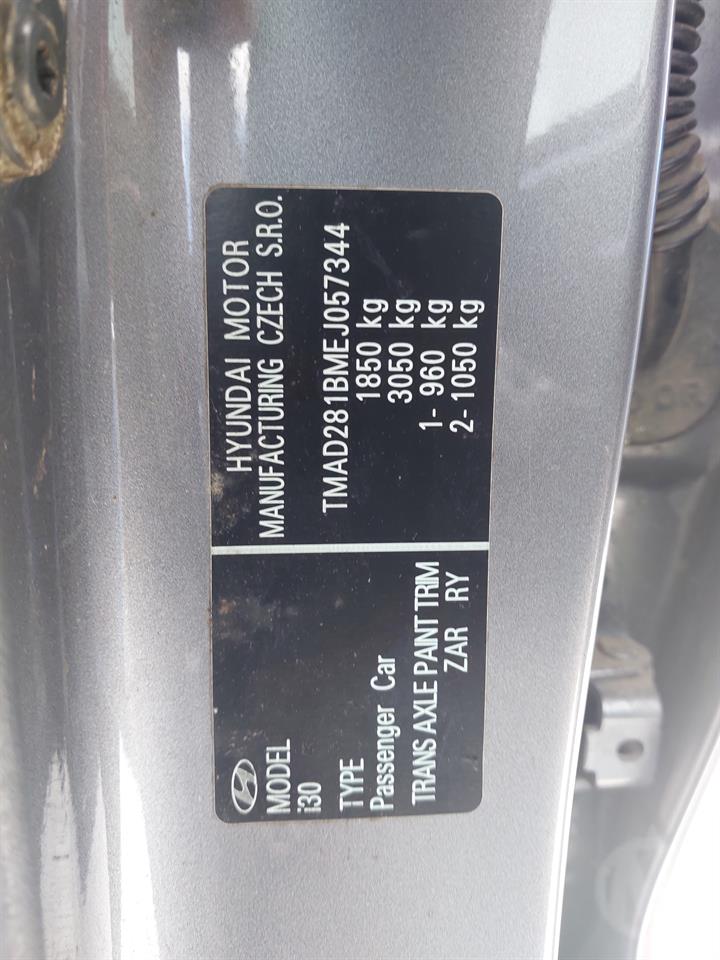 MODEL
i30
TYPE
Passenger Car
TRANS AXLE PAINT TRIM
ZAR RY
HYUNDAI MOTOR
MANUFACTURING CZECH S.R.O.
TMAD281BMEJ057344
1850 kg
3050 kg
1- 960 kg
2- 1050 kg